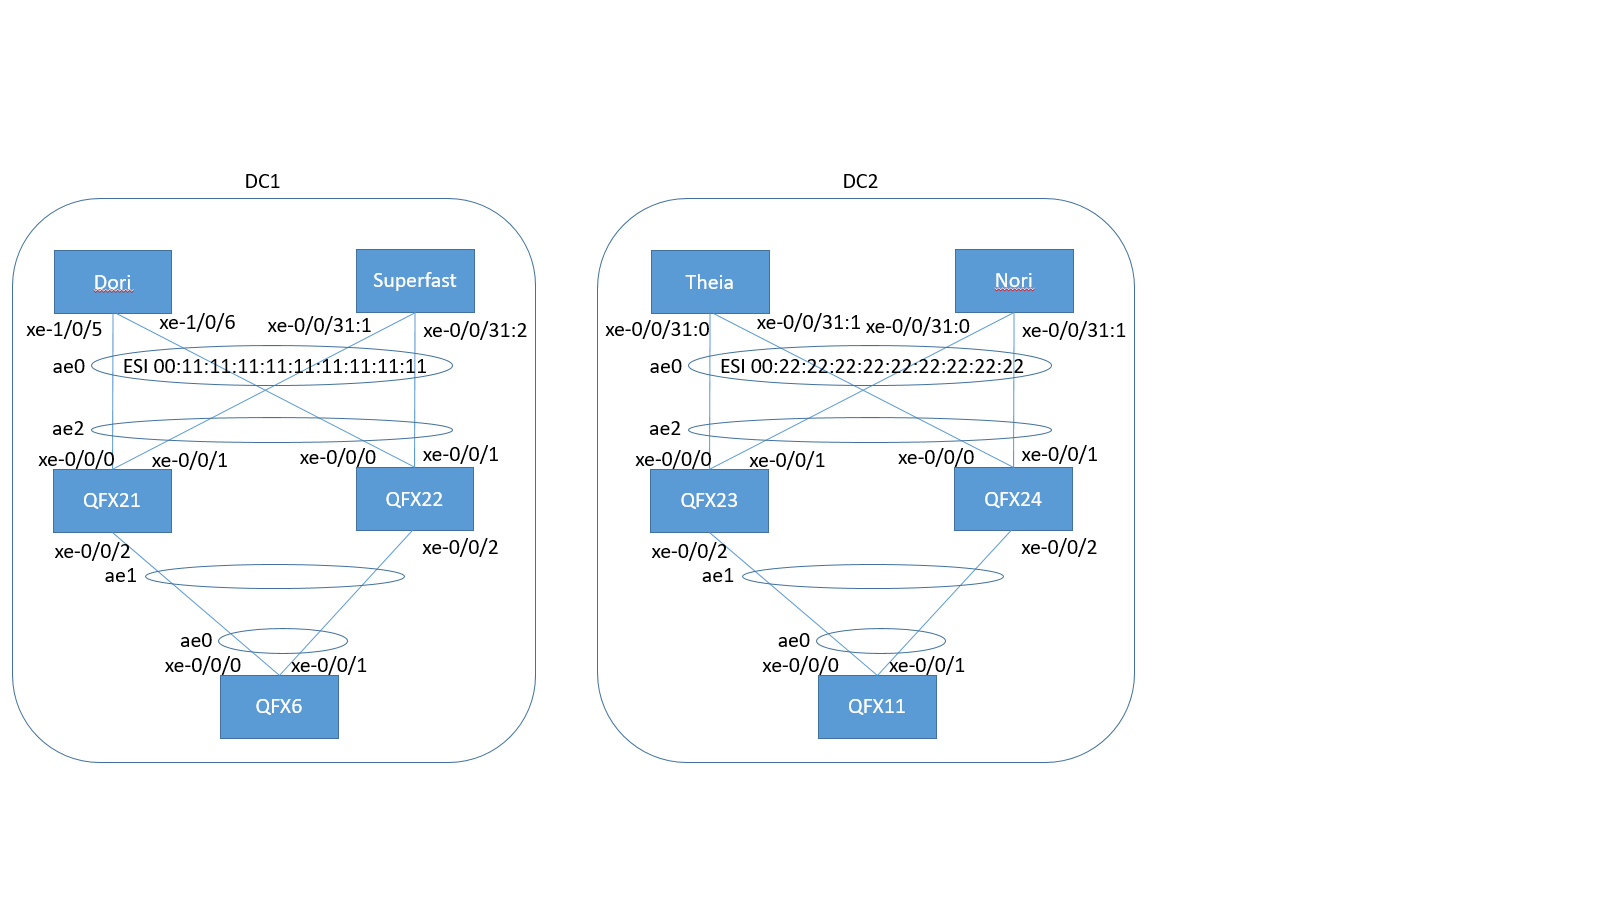 DC1
DC2
Dori
Superfast
Theia
Nori
xe-1/0/5
xe-1/0/6
xe-0/0/31:1
xe-0/0/31:2
xe-0/0/31:0
xe-0/0/31:1
xe-0/0/31:0
xe-0/0/31:1
ae0
ESI 00:11:11:11:11:11:11:11:11:11
ae0
ESI 00:22:22:22:22:22:22:22:22:22
ae2
ae2
xe-0/0/0
xe-0/0/1
xe-0/0/0
xe-0/0/1
xe-0/0/0
xe-0/0/1
xe-0/0/0
xe-0/0/1
QFX21
QFX22
QFX23
QFX24
xe-0/0/2
xe-0/0/2
xe-0/0/2
xe-0/0/2
ae1
ae1
ae0
ae0
xe-0/0/0
xe-0/0/1
xe-0/0/0
xe-0/0/1
QFX6
QFX11